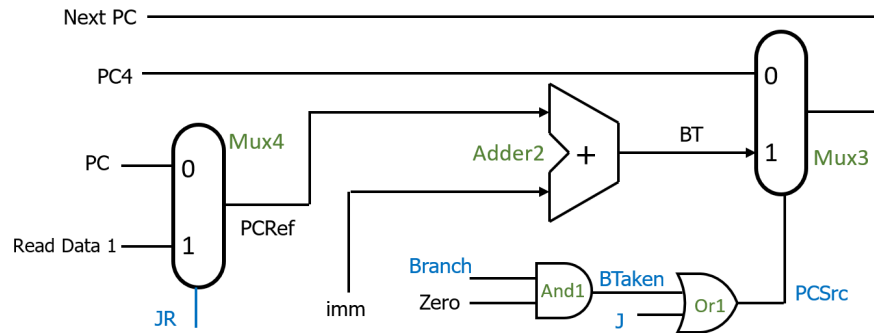 Next PC
PC4
0
Mux4
Adder2
+
BT
1
Mux3
PC
0
Read Data 1
1
PCRef
Branch
BTaken
And1
Zero
Or1
PCSrc
imm
J
JR